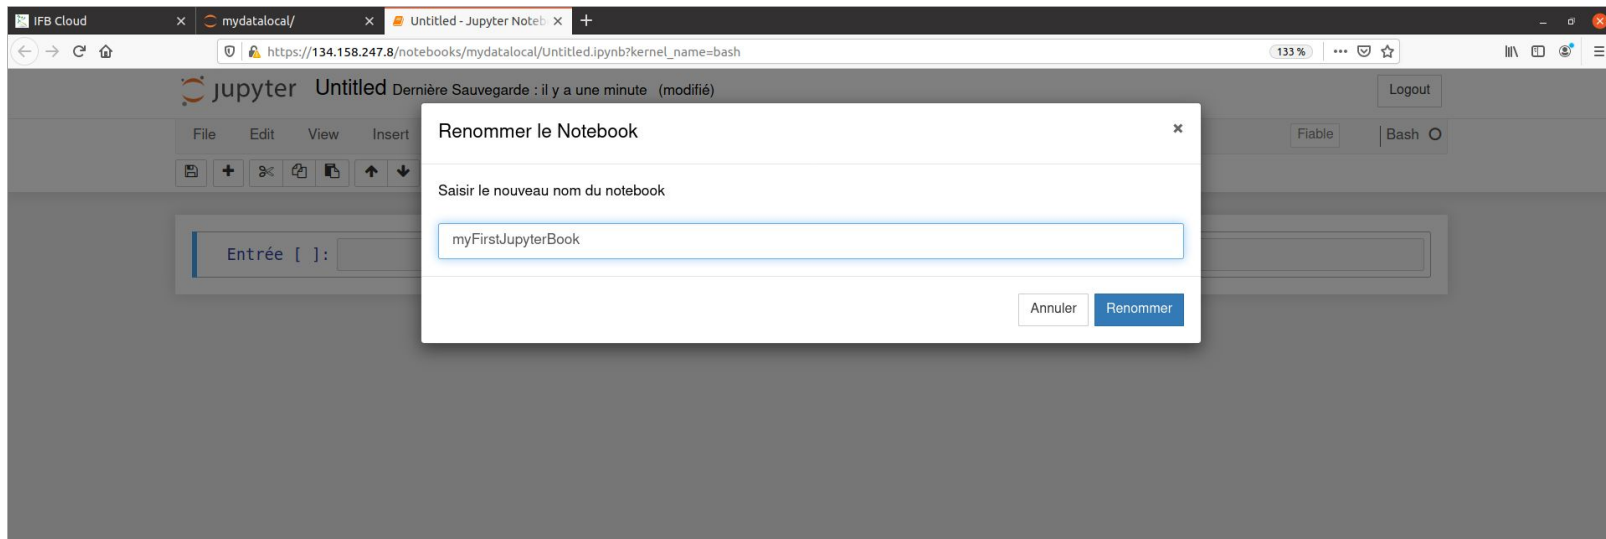 IFB Cloud
mydatalocal/
Untitled - Jupyter Noteb
https://134.158.247.8/notebooks/mydatalocal/Untitled.ipynb?kernel_name=bash
133 %
jupyter Untitled Dernière Sauvegarde : il y a une minute (modifié)
Logout
File Edit View Insert
Fiable
Bash
Renommer le Notebook
Saisir le nouveau nom du notebook
myFirstJupyterBook
Annuler Renommer
Entrée [ ]: